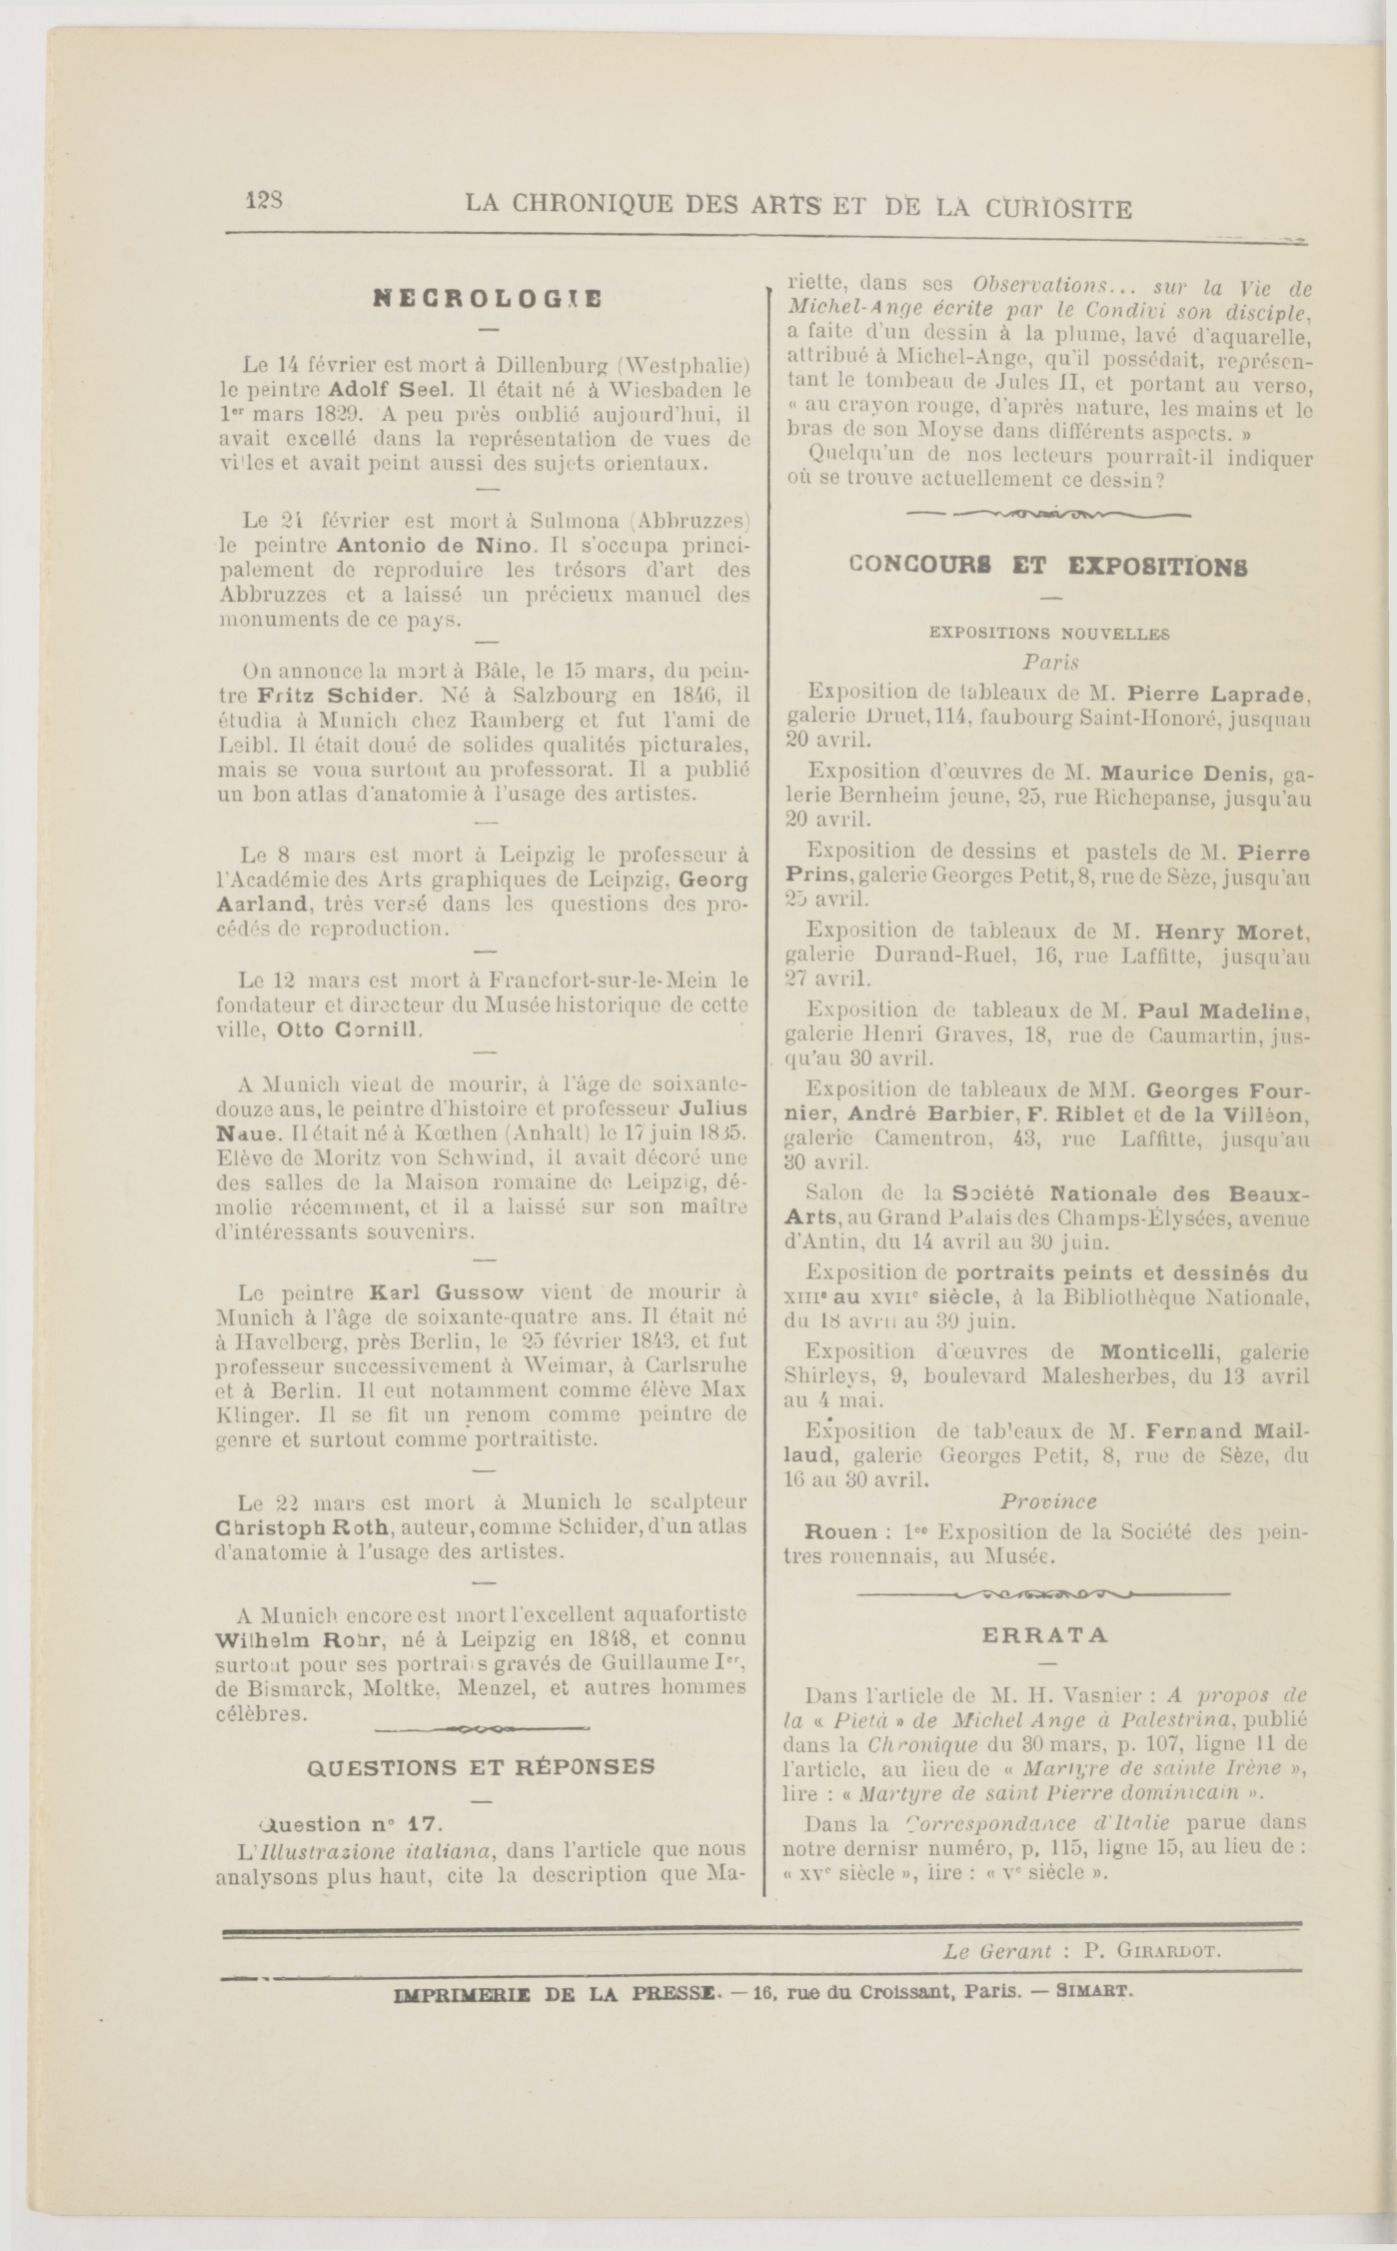 128
LA CHRONIQUE DES ARTS ET DE LA CURIOSITE
NECROLOGIE
Le 14 février est mort à Dillenburg (Westphalie)
le peintre Adolf Seel. Il était né à Wiesbaden le
1er mars 1829. A peu près oublié aujourd'hui, il
avait excellé dans la représentation de vues de
villes et avait peint aussi des sujets orientaux.
Le 24 février est mort à Sulmona (Abbruzzes)
le peintre Antonio de Nino. Il s'occupa princi-
palement de reproduire les trésors d'art des
Abbruzzes et a laissé un précieux manuel des
monuments de ce pays.
On annonce la mort à Bâle, le 15 mars, du pein-
tre Fritz Schider. Né à Salzbourg en 1846, il
étudia à Munich chez Ramberg et fut l'ami de
Leibl. Il était doué de solides qualités picturales,
mais se voua surtout au professorat. Il a publié
un bon atlas d'anatomie à l'usage des artistes.
Le 8 mars est mort à Leipzig le professeur à
l'Académie des Arts graphiques de Leipzig, Georg
Aarland, très versé dans les questions des pro-
cédés de reproduction.
Le 12 mars est mort à Francfort-sur-le-Mein le
fondateur et directeur du Musée historique de cette
ville, Otto Cornill.
A Munich vient de mourir, à l'âge de soixante-
douze ans, le peintre d'histoire et professeur Julius
Naue. Il était né à Kœthen (Anhalt) le 17 juin 1835.
Elève de Moritz von Schwind, il avait décoré une
des salles de la Maison romaine de Leipzig, dé-
molie récemment, et il a laissé sur son maître
d'intéressants souvenirs.
Le peintre Karl Gussow vient de mourir à
Munich à l'âge de soixante-quatre ans. Il était né
à Havelberg, près Berlin, le 25 février 1843, et fut
professeur successivement à Weimar, à Carlsruhe
et à Berlin. Il eut notamment comme élève Max
Klinger. Il se fit un renom comme peintre de
genre et surtout comme portraitiste.
Le 22 mars est mort à Munich le sculpteur
Christoph Roth, auteur, comme Schider, d'un atlas
d'anatomie à l'usage des artistes.
A Munich encore est mort l'excellent aquafortiste
Wilhelm Rohr, né à Leipzig en 1848, et connu
surtout pour ses portraits gravés de Guillaume Ier,
de Bismarck, Moltke, Menzel, et autres hommes
célèbres.
QUESTIONS ET RÉPONSES
Question n° 17.
L'Illustrazione italiana, dans l'article que nous
analysons plus haut, cite la description que Ma-
riette, dans ses Observations... sur la Vie de
Michel-Ange écrite par le Condivi son disciple,
a faite d'un dessin à la plume, lavé d'aquarelle,
attribué à Michel-Ange, qu'il possédait, représen-
tant le tombeau de Jules II, et portant au verso,
« au crayon rouge, d'après nature, les mains et le
bras de son Moyse dans différents aspects. »
Quelqu'un de nos lecteurs pourrait-il indiquer
où se trouve actuellement ce dessin?
CONCOURS ET EXPOSITIONS
EXPOSITIONS NOUVELLES
Paris
Exposition de tableaux de M. Pierre Laprade,
galerie Druet, 114, faubourg Saint-Honoré, jusquau
20 avril.
Exposition d'œuvres de M. Maurice Denis, ga-
lerie Bernheim jeune, 25, rue Richepanse, jusqu'au
20 avril.
Exposition de dessins et pastels de M. Pierre
Prins, galerie Georges Petit, 8, rue de Sèze, jusqu'au
25 avril.
Exposition de tableaux de M. Henry Moret,
galerie Durand-Ruel, 16, rue Laffitte, jusqu'au
27 avril.
Exposition de tableaux de M. Paul Madeline,
galerie Henri Graves, 18, rue de Caumartin, jus-
qu'au 30 avril.
Exposition de tableaux de MM. Georges Four-
nier, André Barbier, F. Riblet et de la Villéon,
galerie Camentron, 43, rue Laffitte, jusqu'au
30 avril.
Salon de la Société Nationale des Beaux-
Arts, au Grand Palais des Champs-Élysées, avenue
d'Antin, du 14 avril au 30 juin.
Exposition de portraits peints et dessinés du
XIIIe au XVIIe siècle, à la Bibliothèque Nationale,
du 18 avril au 30 juin.
Exposition d'œuvres de Monticelli, galerie
Shirleys, 9, boulevard Malesherbes, du 13 avril
au 4 mai.
Exposition de tableaux de M. Fernand Mail-
laud, galerie Georges Petit, 8, rue de Sèze, du
16 au 30 avril.
Province
Rouen : 1ee Exposition de la Société des pein-
tres rouennais, au Musée.
ERRATA
Dans l'article de M. H. Vasnier : A propos de
la « Pietà » de Michel Ange à Palestrina, publié
dans la Chronique du 30 mars, p. 107, ligne 11 de
l'article, au lieu de « Martyre de sainte Irène »,
lire : « Martyre de saint Pierre dominicain ».
Dans la Correspondance d'Italie parue dans
notre dernisr numéro, p. 115, ligne 15, au lieu de :
« XVe siècle », lire : « Ve siècle ».
Le Gerant : P. GIRARDOT.
IMPRIMERIE DE LA PRESSE. — 16, rue du Croissant, Paris. — SIMART.